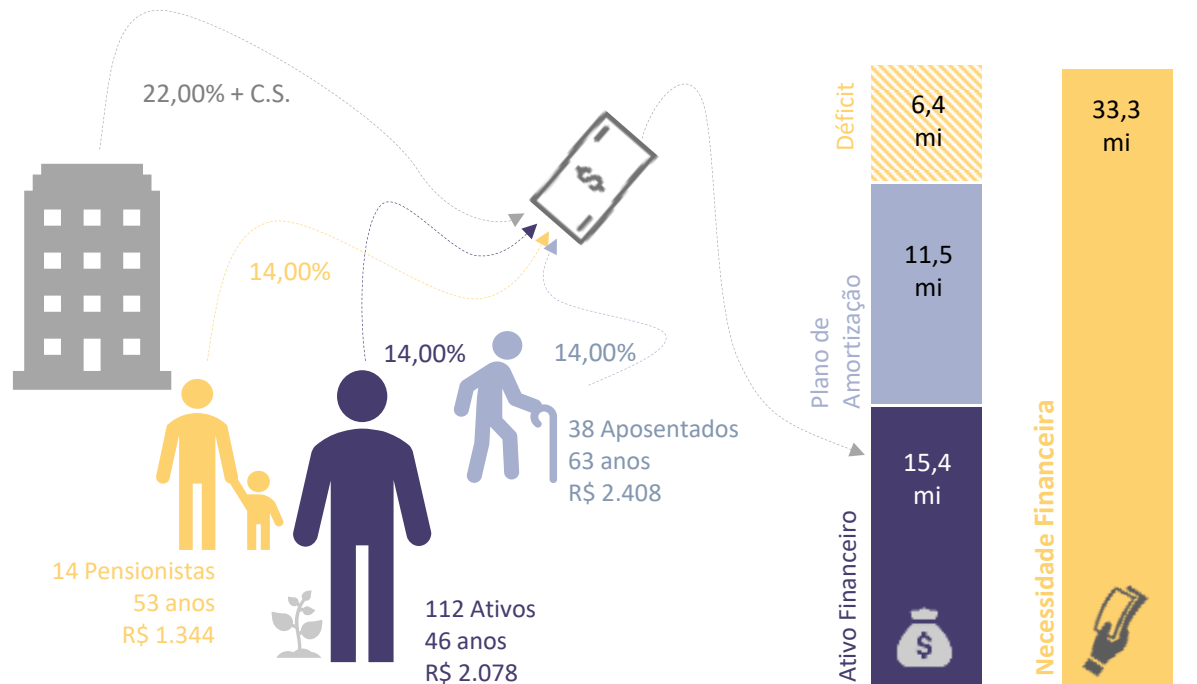 22,00% + C.S.
14,00%
14,00%
14,00%
14 Pensionistas
53 anos
R$ 1.344
112 Ativos
46 anos
R$ 2.078
38 Aposentados
63 anos
R$ 2.408
$
Déficit
6,4
mi
Plano de
Amortização
11,5
mi
Ativo Financeiro
15,4
mi
$
Necessidade Financeira
33,3
mi